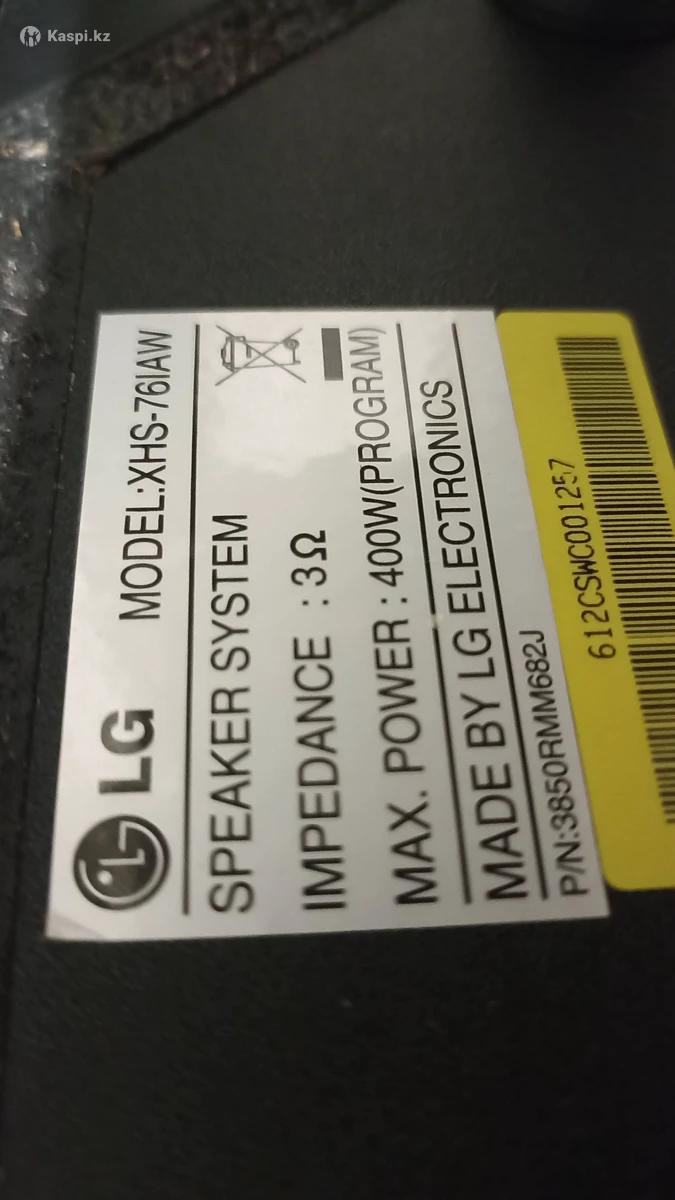 Kaspi.kz
LG
MODEL:XHS-76IAW
SPEAKER SYSTEM
IMPEDANCE : 3Ω
MAX. POWER : 400W(PROGRAM)
MADE BY LG ELECTRONICS
P/N:3850RMM682J
612CSWC001257